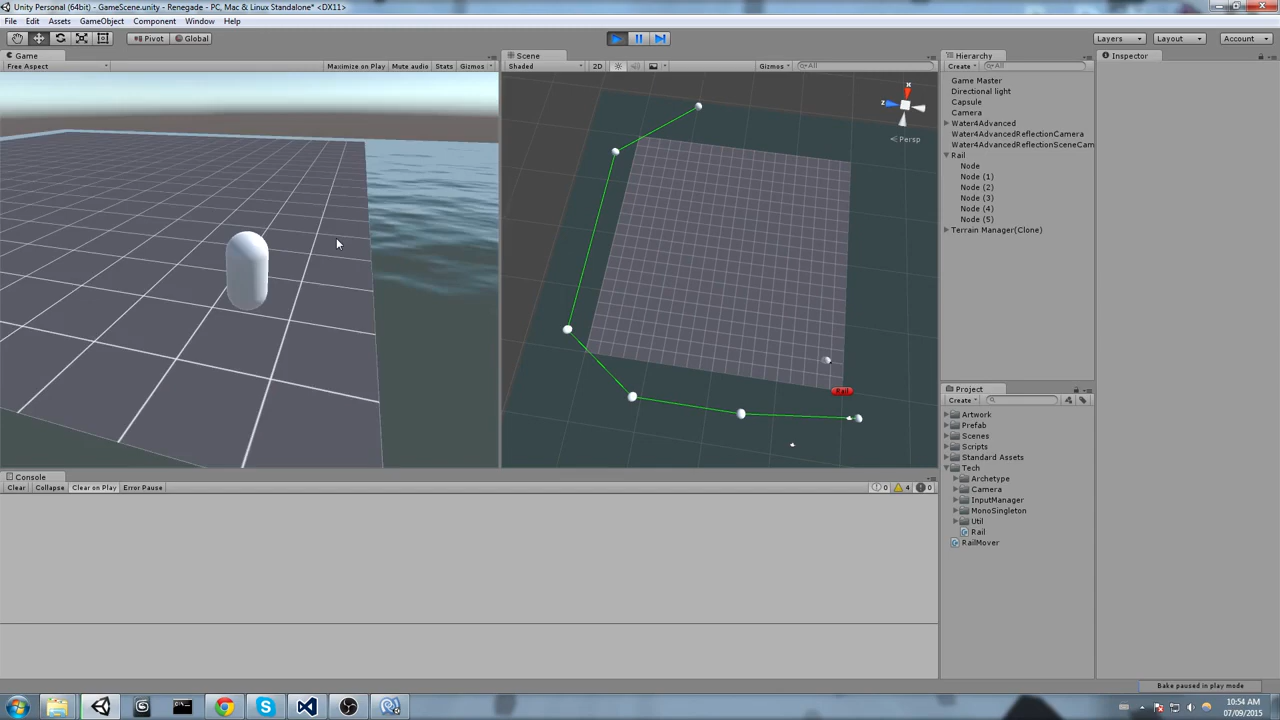 Unity Personal (64bit) - GameScene.unity - Renegade - PC, Mac & Linux Standalone* <DX11>
File Edit Assets GameObject Component Window Help
Pivot Global Layers Layout Account
Game Scene Hierarchy Inspector
Free Aspect Maximize on Play Mute audio Stats Gizmos Shaded 2D Gizmos All Create All
Game Master
Directional light
Capsule
Camera
Water4Advanced
Water4AdvancedReflectionCamera
Water4AdvancedReflectionSceneCam
Rail
Node
Node (1)
Node (2)
Node (3)
Node (4)
Node (5)
Terrain Manager(Clone)
x
z
Persp
Rail
Project
Create
Artwork
Prefab
Scenes
Scripts
Standard Assets
Tech
Archetype
Camera
InputManager
MonoSingleton
Util
Rail
RailMover
Console
Clear Collapse Clear on Play Error Pause 0 4 0
Bake paused in play mode
10:54 AM
07/09/2015